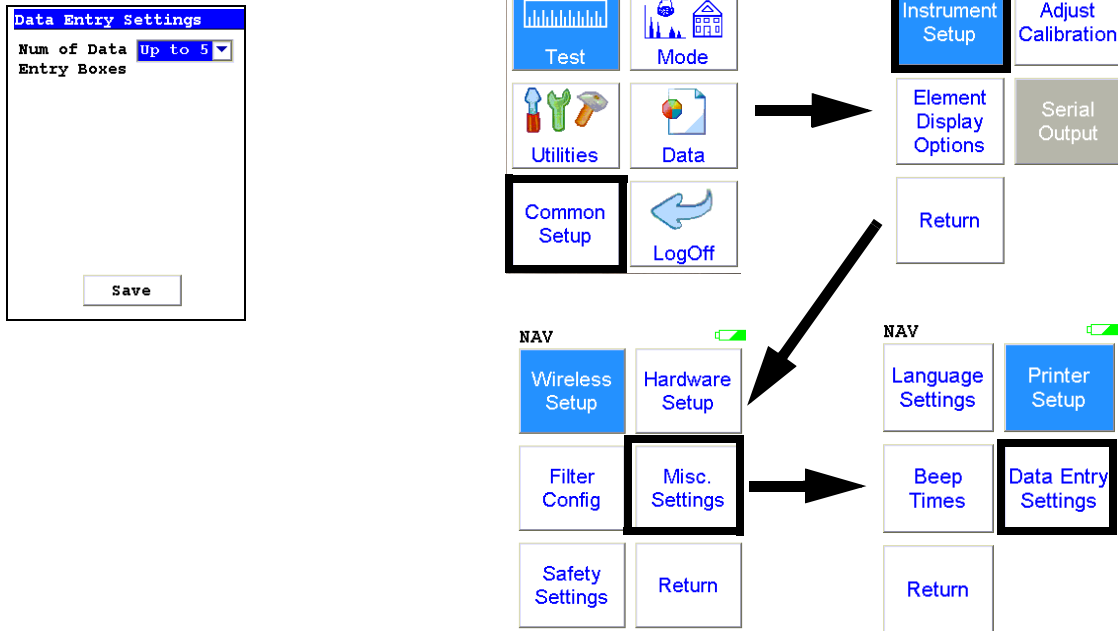 Data Entry Settings
Num of Data Up to 5
Entry Boxes
Save
Test
Mode
Utilities
Data
Common
Setup
LogOff
Instrument
Setup
Adjust
Calibration
Element
Display
Options
Serial
Output
Return
NAV
Wireless
Setup
Hardware
Setup
Filter
Config
Misc.
Settings
Safety
Settings
Return
NAV
Language
Settings
Printer
Setup
Beep
Times
Data Entry
Settings
Return